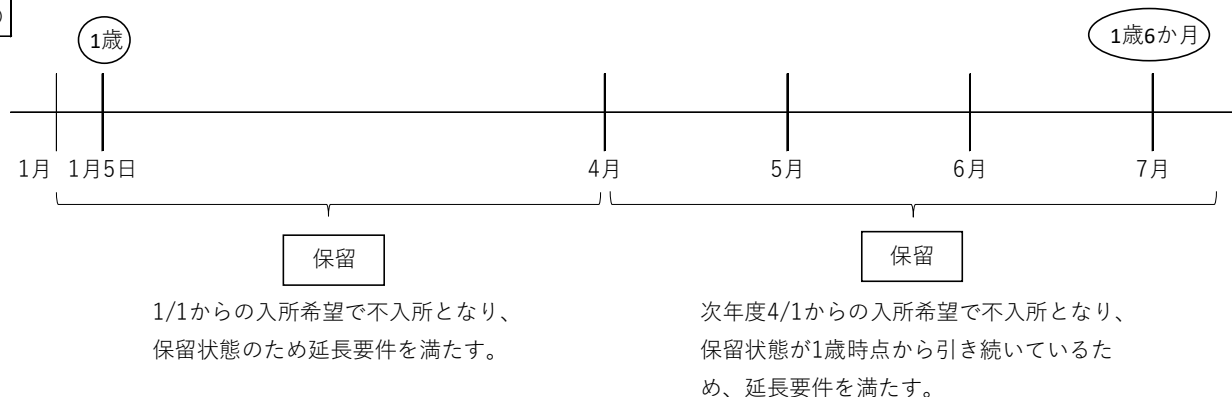 1歳
1歳6か月
1月 1月5日 4月 5月 6月 7月
保留
保留
1/1からの入所希望で不入所となり、
保留状態のため延長要件を満たす。
次年度4/1からの入所希望で不入所となり、
保留状態が1歳時点から引き続いているた
め、延長要件を満たす。